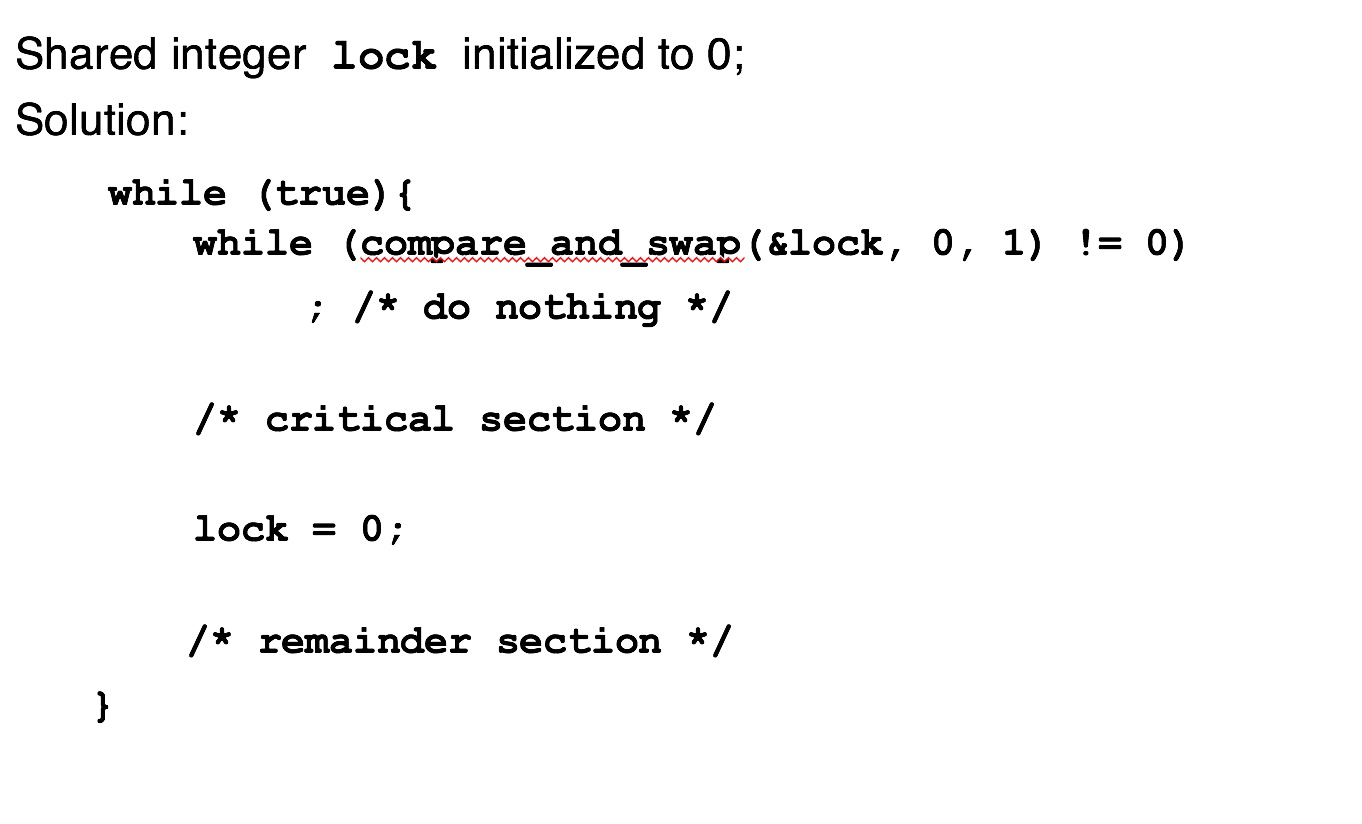 Shared integer lock initialized to 0;
Solution:
while (true){
while (compare_and_swap(&lock, 0, 1) != 0)
; /* do nothing */
/* critical section */
lock = 0;
/* remainder section */
}